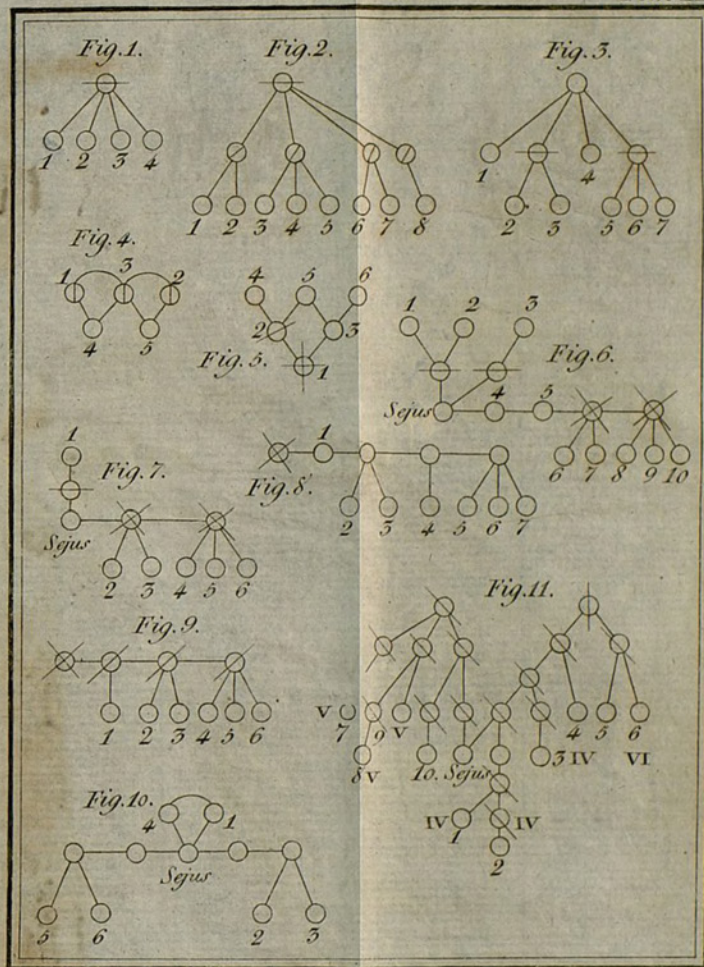 Fig. 1.
1 2 3 4
Fig. 2.
1 2 3 4 5 6 7 8
Fig. 3.
1 4
2 3 5 6 7
Fig. 4.
1 3 2
4 5
4 5 6
2 3
Fig. 5.
1
1 2 3
Fig. 6.
4 5
Sejus
6 7 8 9 10
1
Fig. 7.
Sejus
2 3 4 5 6
1
Fig. 8.
2 3 4 5 6 7
Fig. 9.
1 2 3 4 5 6
Fig. 10.
4 1
Sejus
5 6 2 3
Fig. 11.
V 7 9 V 4 5 6
8 V 10. Sejus 3 IV VI
IV 1 IV
2